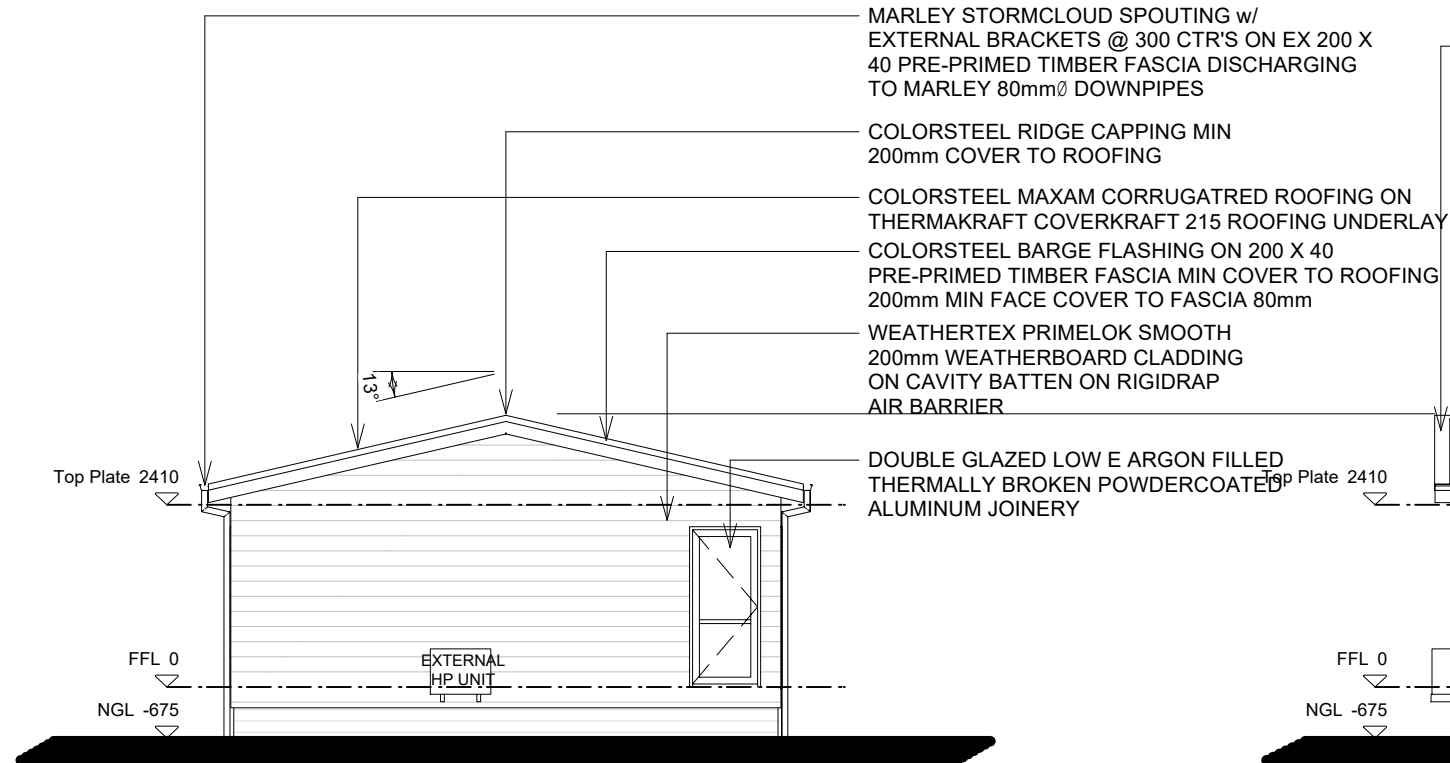 MARLEY STORMCLOUD SPOUTING w/
EXTERNAL BRACKETS @ 300 CTR'S ON EX 200 X
40 PRE-PRIMED TIMBER FASCIA DISCHARGING
TO MARLEY 80mmØ DOWNPIPES
COLORSTEEL RIDGE CAPPING MIN
200mm COVER TO ROOFING
COLORSTEEL MAXAM CORRUGATRED ROOFING ON
THERMAKRAFT COVERKRAFT 215 ROOFING UNDERLAY
COLORSTEEL BARGE FLASHING ON 200 X 40
PRE-PRIMED TIMBER FASCIA MIN COVER TO ROOFING
200mm MIN FACE COVER TO FASCIA 80mm
WEATHERTEX PRIMELOK SMOOTH
200mm WEATHERBOARD CLADDING
ON CAVITY BATTEN ON RIGIDRAP
AIR BARRIER
13°
DOUBLE GLAZED LOW E ARGON FILLED
THERMALLY BROKEN POWDERCOATED
ALUMINUM JOINERY
Top Plate 2410
Top Plate 2410
EXTERNAL
HP UNIT
FFL 0
FFL 0
NGL -675
NGL -675